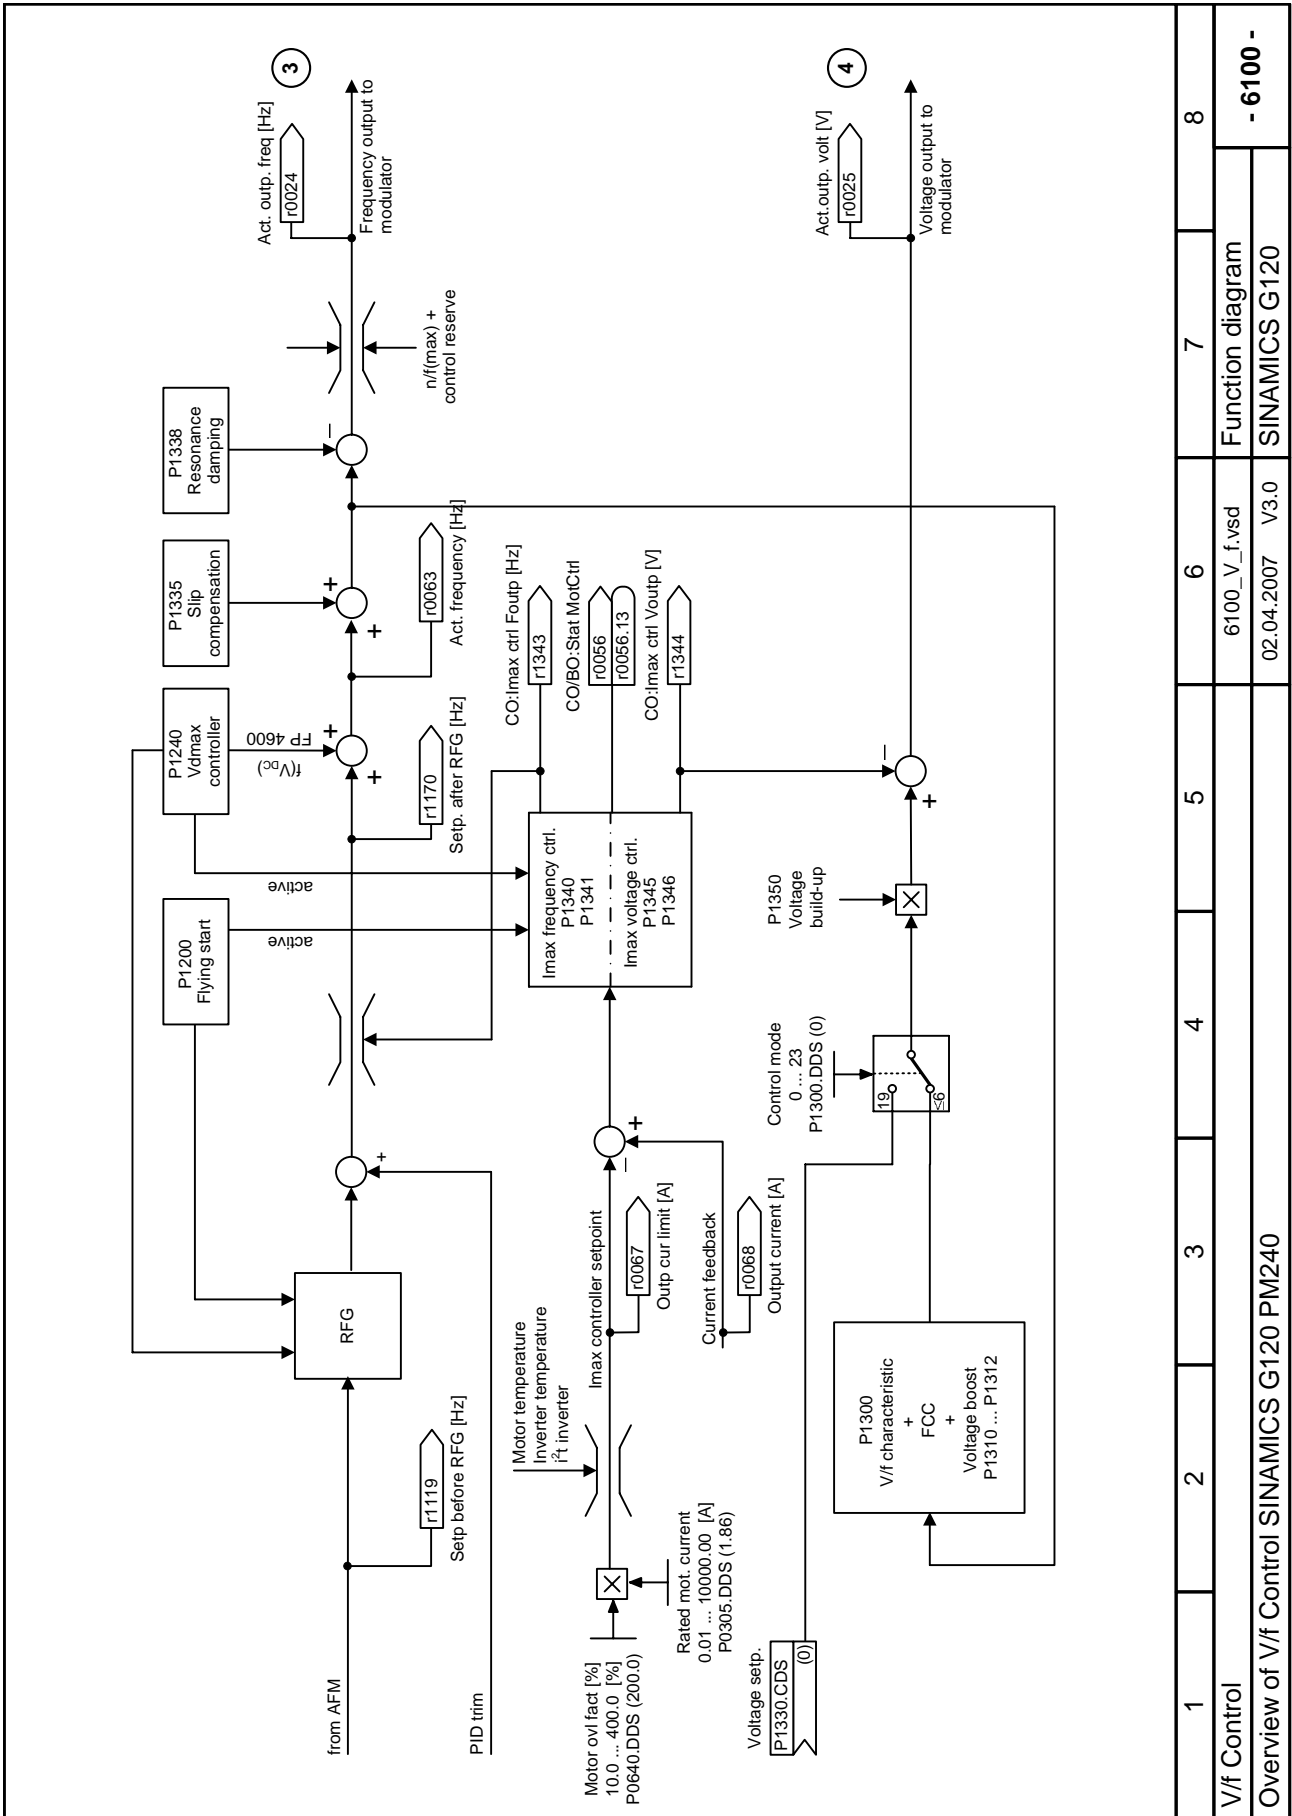 from AFM
r1119
Setp before RFG [Hz]
PID trim
RFG
+
P1200
Flying start
active
P1240
Vdmax
controller
active
f(VDC)
FP 4600
+
+
r1170
Setp. after RFG [Hz]
P1335
Slip
compensation
+
+
r0063
Act. frequency [Hz]
P1338
Resonance
damping
–
n/f(max) +
control reserve
Act. outp. freq [Hz]
r0024
3
Frequency output to
modulator
Motor ovl fact [%]
10.0 ... 400.0 [%]
P0640.DDS (200.0)
Rated mot. current
0.01 ... 10000.00 [A]
P0305.DDS (1.86)
Motor temperature
Inverter temperature
i²t inverter
Imax controller setpoint
r0067
Outp cur limit [A]
Current feedback
r0068
Output current [A]
–
+
Imax frequency ctrl.
P1340
P1341
Imax voltage ctrl.
P1345
P1346
CO:Imax ctrl Foutp [Hz]
r1343
CO/BO:Stat MotCtrl
r0056
r0056.13
CO:Imax ctrl Voutp [V]
r1344
Voltage setp.
P1330.CDS
(0)
P1300
V/f characteristic
+
FCC
+
Voltage boost
P1310 ... P1312
Control mode
0 ... 23
P1300.DDS (0)
19
≤6
P1350
Voltage
build-up
–
+
Act.outp. volt [V]
r0025
4
Voltage output to
modulator
1 2 3 4 5 6 7 8
V/f Control
6100_V_f.vsd
Function diagram
- 6100 -
Overview of V/f Control SINAMICS G120 PM240
02.04.2007 V3.0
SINAMICS G120